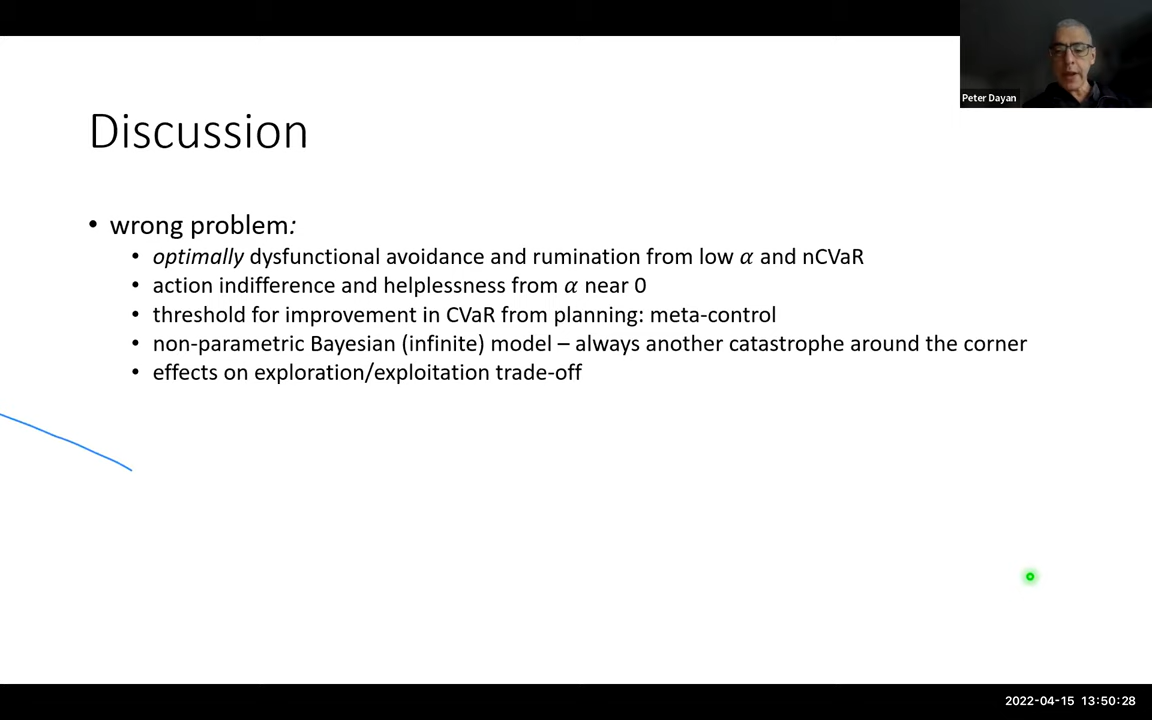 Peter Dayan
Discussion
• wrong problem:
• optimally dysfunctional avoidance and rumination from low α and nCVaR
• action indifference and helplessness from α near 0
• threshold for improvement in CVaR from planning: meta-control
• non-parametric Bayesian (infinite) model – always another catastrophe around the corner
• effects on exploration/exploitation trade-off
2022-04-15 13:50:28